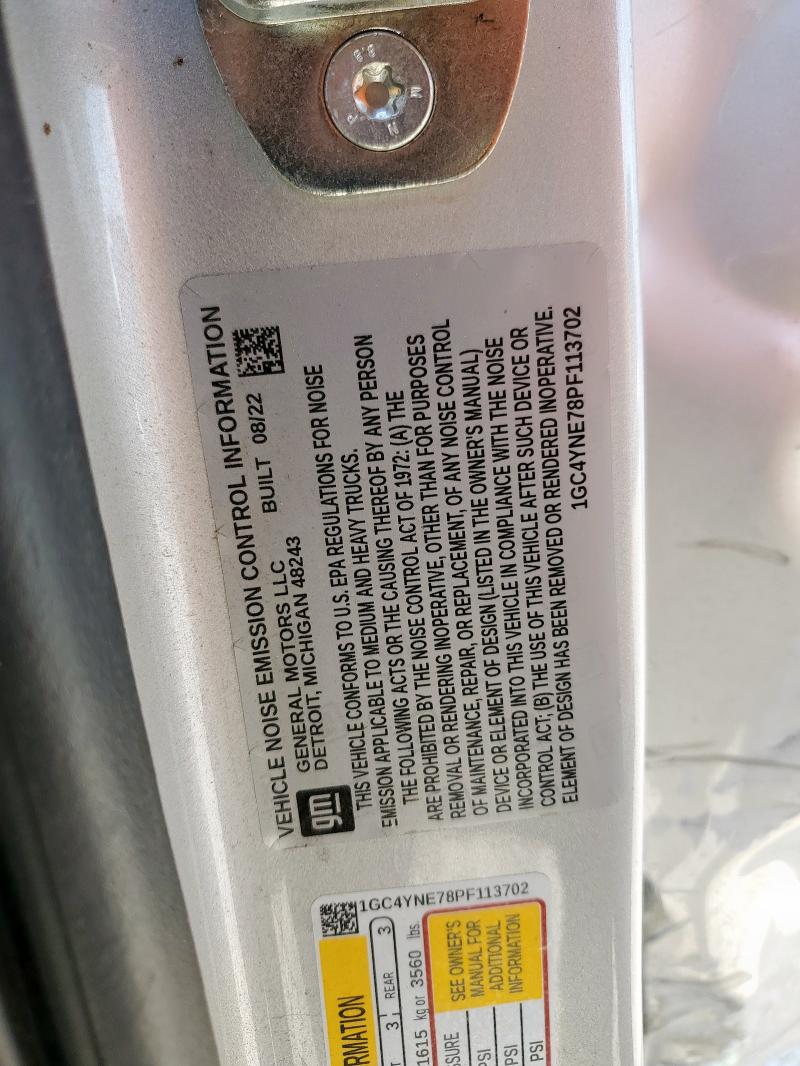 VEHICLE NOISE EMISSION CONTROL INFORMATION
GENERAL MOTORS LLC BUILT 08/22
DETROIT, MICHIGAN 48243
gm
THIS VEHICLE CONFORMS TO U.S. EPA REGULATIONS FOR NOISE
EMISSION APPLICABLE TO MEDIUM AND HEAVY TRUCKS.
THE FOLLOWING ACTS OR THE CAUSING THEREOF BY ANY PERSON
ARE PROHIBITED BY THE NOISE CONTROL ACT OF 1972: (A) THE
REMOVAL OR RENDERING INOPERATIVE, OTHER THAN FOR PURPOSES
OF MAINTENANCE, REPAIR, OR REPLACEMENT, OF ANY NOISE CONTROL
DEVICE OR ELEMENT OF DESIGN (LISTED IN THE OWNER'S MANUAL)
INCORPORATED INTO THIS VEHICLE IN COMPLIANCE WITH THE NOISE
CONTROL ACT; (B) THE USE OF THIS VEHICLE AFTER SUCH DEVICE OR
ELEMENT OF DESIGN HAS BEEN REMOVED OR RENDERED INOPERATIVE.
1GC4YNE78PF113702
1GC4YNE78PF113702
RMATION
3 REAR 3
1615 kg or 3560 lbs.
SSURE
PSI
PSI
PSI
SEE OWNER'S
MANUAL FOR
ADDITIONAL
INFORMATION
8.8